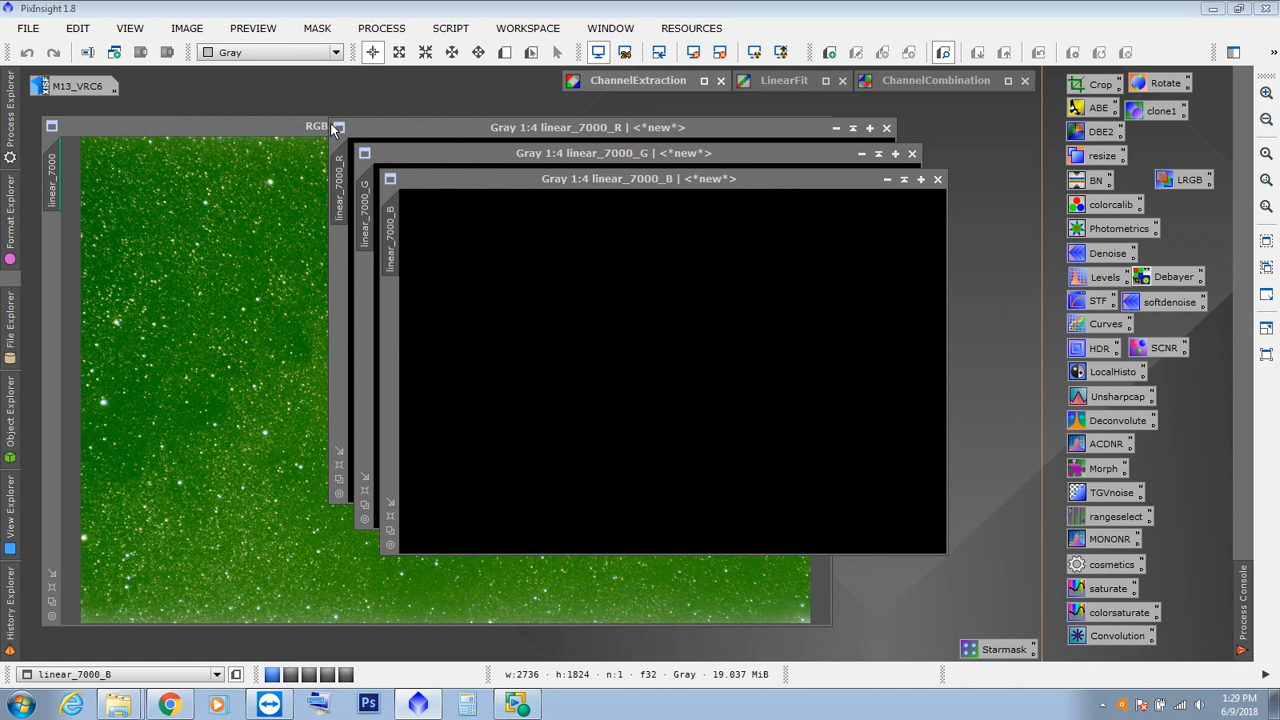 PixInsight 1.8
FILE EDIT VIEW IMAGE PREVIEW MASK PROCESS SCRIPT WORKSPACE WINDOW RESOURCES
Gray
M13_VRC6
ChannelExtraction LinearFit ChannelCombination
RGB
Gray 1:4 linear_7000_R | <*new*>
Gray 1:4 linear_7000_G | <*new*>
Gray 1:4 linear_7000_B | <*new*>
linear_7000
linear_7000_R
linear_7000_G
linear_7000_B
Process Explorer
Format Explorer
File Explorer
Object Explorer
View Explorer
History Explorer
Crop Rotate
ABE clone1
DBE2
resize
BN LRGB
colorcalib
Photometrics
Denoise
Levels Debayer
STF softdenoise
Curves
HDR SCNR
LocalHisto
Unsharpcap
Deconvolute
ACDNR
Morph
TGVnoise
rangeselect
MONONR
cosmetics
saturate
colorsaturate
Convolution
Starmask
Process Console
linear_7000_B
w:2736 | h:1824 | n:1 | f32 | Gray | 19.037 MiB
Ps
1:29 PM
6/9/2018